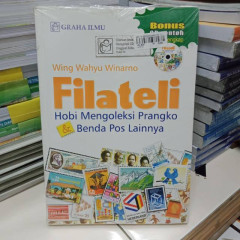 GRAHA ILMU
Bonus
Wing Wahyu Winarno
Filateli
Hobi Mengoleksi Prangko
& Benda Pos Lainnya